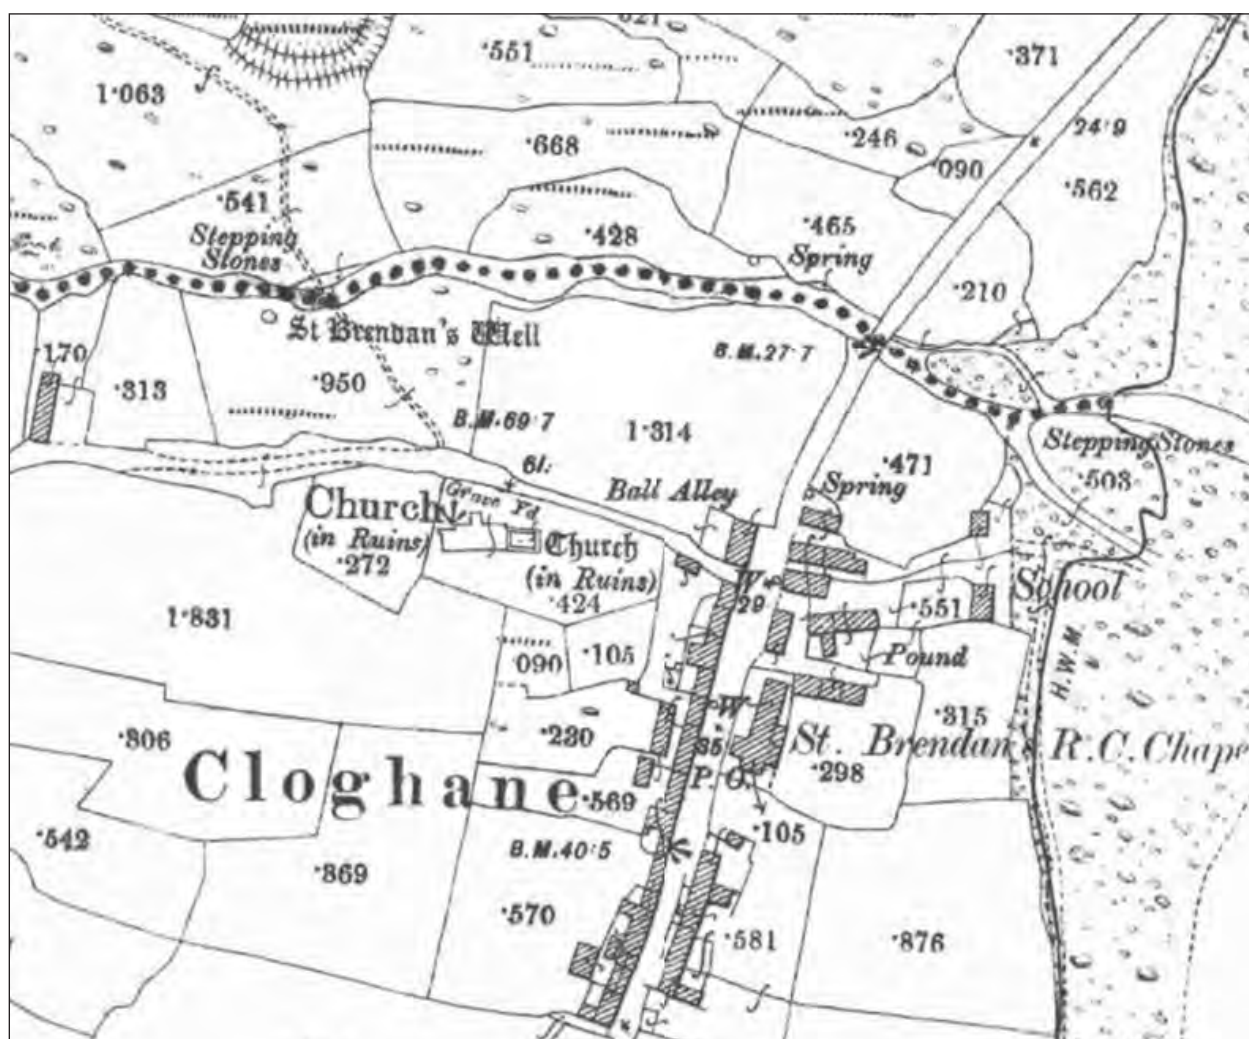 ·551
·371
1·063
24·9
·668
·246
·090
·562
·541
Stepping
Stones
·428
·465
Spring
·210
St Brendan's Well
B.M.27·7
·170
·313
·950
B.M.69·7
1·314
Stepping Stones
·503
·471
Spring
61·
Ball Alley
Church
(in Ruins)
·272
Grave Yd
Church
(in Ruins)
·424
W
29
School
·551
1·831
090
·105
Pound
H.W.M.
·230
W
35
·315
·306
St. Brendan's R.C. Chape
·298
P.O.
Cloghane
·569
·105
·542
·369
B.M.40·5
·570
·581
·876